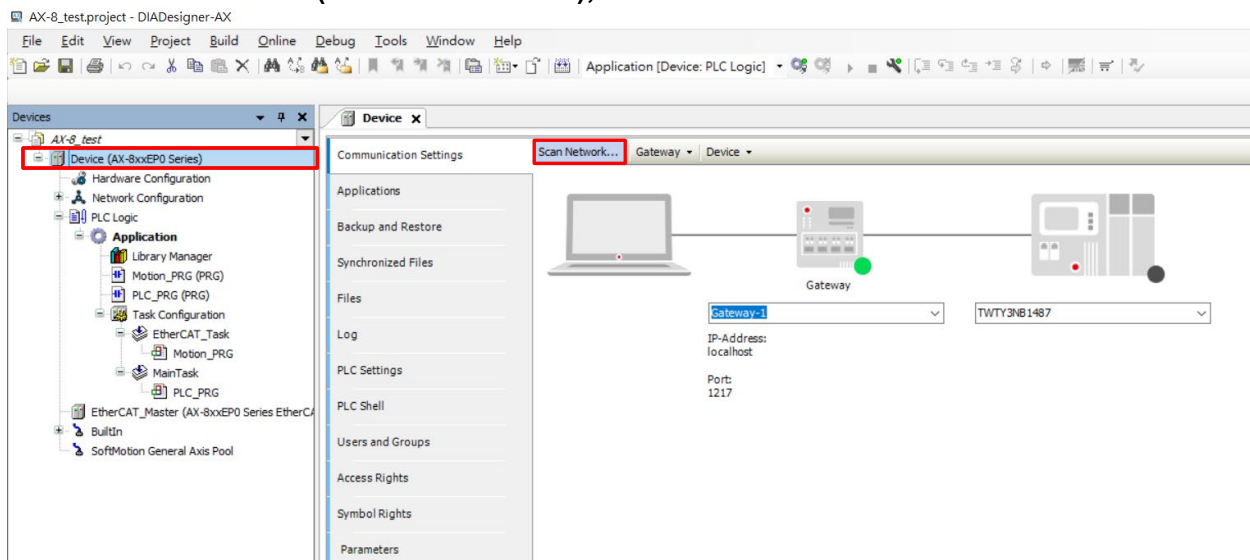 AX-8_test.project - DIADesigner-AX
File Edit View Project Build Online Debug Tools Window Help
Application [Device: PLC Logic]
Devices
AX-8_test
Device (AX-8xxEP0 Series)
Hardware Configuration
Network Configuration
PLC Logic
Application
Library Manager
Motion_PRG (PRG)
PLC_PRG (PRG)
Task Configuration
EtherCAT_Task
Motion_PRG
MainTask
PLC_PRG
EtherCAT_Master (AX-8xxEP0 Series EtherCA
BuiltIn
SoftMotion General Axis Pool
Device
Communication Settings
Applications
Backup and Restore
Synchronized Files
Files
Log
PLC Settings
PLC Shell
Users and Groups
Access Rights
Symbol Rights
Parameters
Scan Network... Gateway Device
Gateway
Gateway-1
TWTY3NB1487
IP-Address:
localhost
Port:
1217